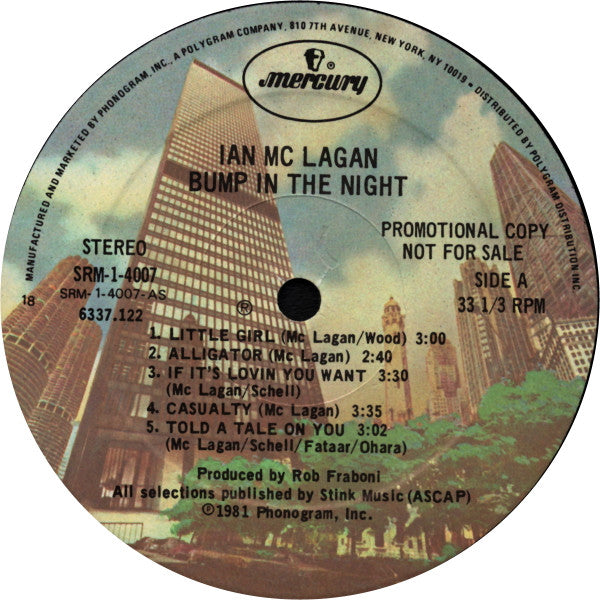 MANUFACTURED AND MARKETED BY PHONOGRAM, INC., A POLYGRAM COMPANY, 810 7TH AVENUE, NEW YORK, NY 10019 • DISTRIBUTED BY POLYGRAM DISTRIBUTION INC.
®
mercury
IAN MC LAGAN
BUMP IN THE NIGHT
PROMOTIONAL COPY
NOT FOR SALE
STEREO
SRM-1-4007
SRM-1-4007-AS
6337.122
18
SIDE A
33 1/3 RPM
℗
1. LITTLE GIRL (Mc Lagan/Wood) 3:00
2. ALLIGATOR (Mc Lagan) 2:40
3. IF IT'S LOVIN YOU WANT 3:30
(Mc Lagan/Schell)
4. CASUALTY (Mc Lagan) 3:35
5. TOLD A TALE ON YOU 3:02
(Mc Lagan/Schell/Fataar/Ohara)
Produced by Rob Fraboni
All selections published by Stink Music (ASCAP)
℗1981 Phonogram, Inc.